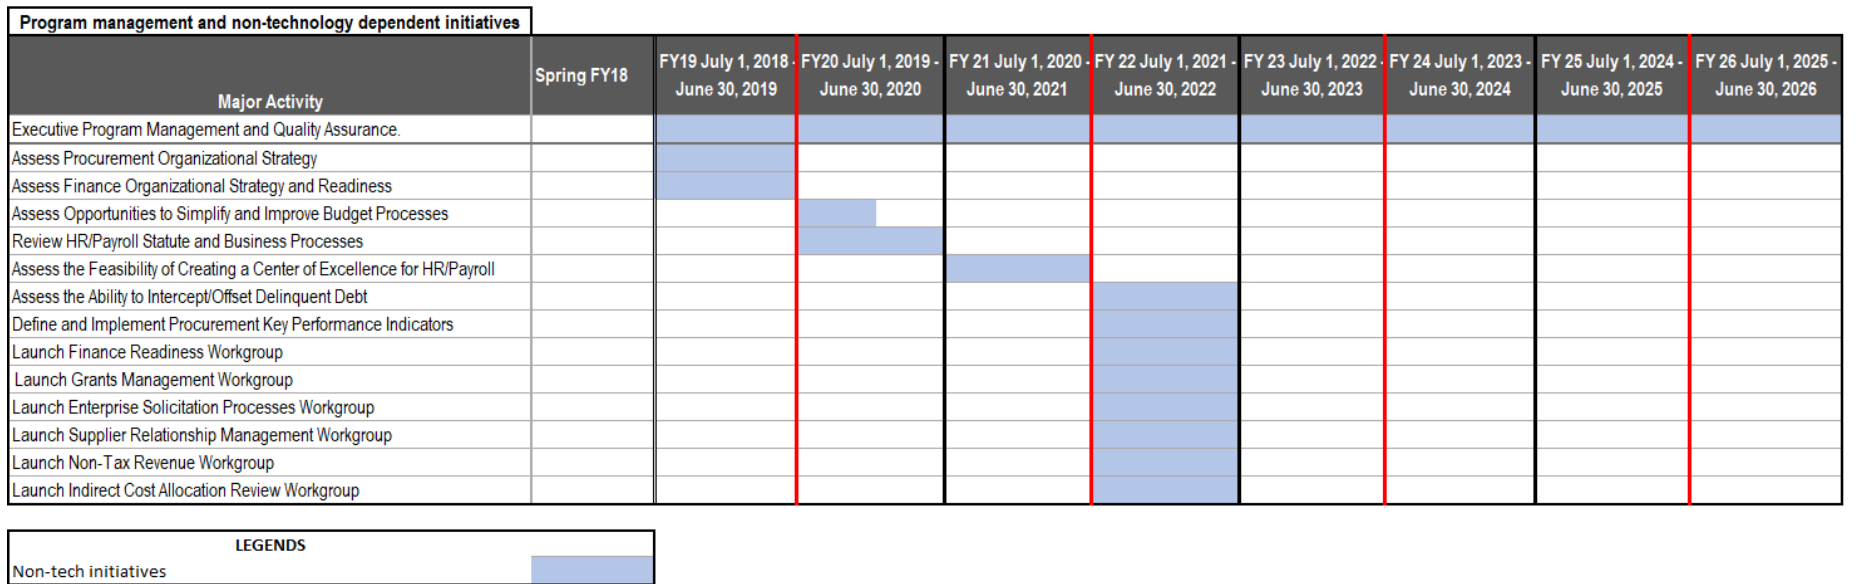 Program management and non-technology dependent initiatives
Major Activity
Spring FY18
FY19 July 1, 2018 -
June 30, 2019
FY20 July 1, 2019 -
June 30, 2020
FY 21 July 1, 2020 -
June 30, 2021
FY 22 July 1, 2021 -
June 30, 2022
FY 23 July 1, 2022 -
June 30, 2023
FY 24 July 1, 2023 -
June 30, 2024
FY 25 July 1, 2024 -
June 30, 2025
FY 26 July 1, 2025 -
June 30, 2026
Executive Program Management and Quality Assurance.
Assess Procurement Organizational Strategy
Assess Finance Organizational Strategy and Readiness
Assess Opportunities to Simplify and Improve Budget Processes
Review HR/Payroll Statute and Business Processes
Assess the Feasibility of Creating a Center of Excellence for HR/Payroll
Assess the Ability to Intercept/Offset Delinquent Debt
Define and Implement Procurement Key Performance Indicators
Launch Finance Readiness Workgroup
Launch Grants Management Workgroup
Launch Enterprise Solicitation Processes Workgroup
Launch Supplier Relationship Management Workgroup
Launch Non-Tax Revenue Workgroup
Launch Indirect Cost Allocation Review Workgroup
LEGENDS
Non-tech initiatives